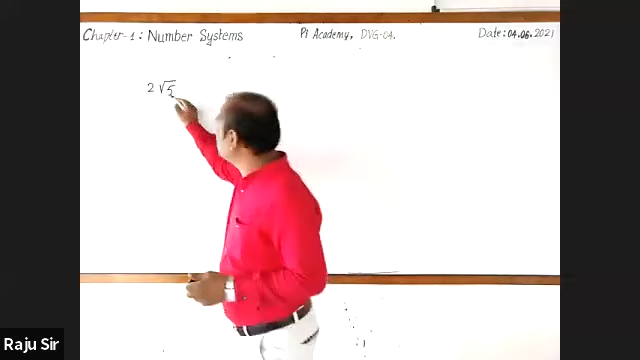 Chapter-1: Number Systems
Pi Academy, DVG-04.
Date: 04.06.2021
2 √5
Raju Sir